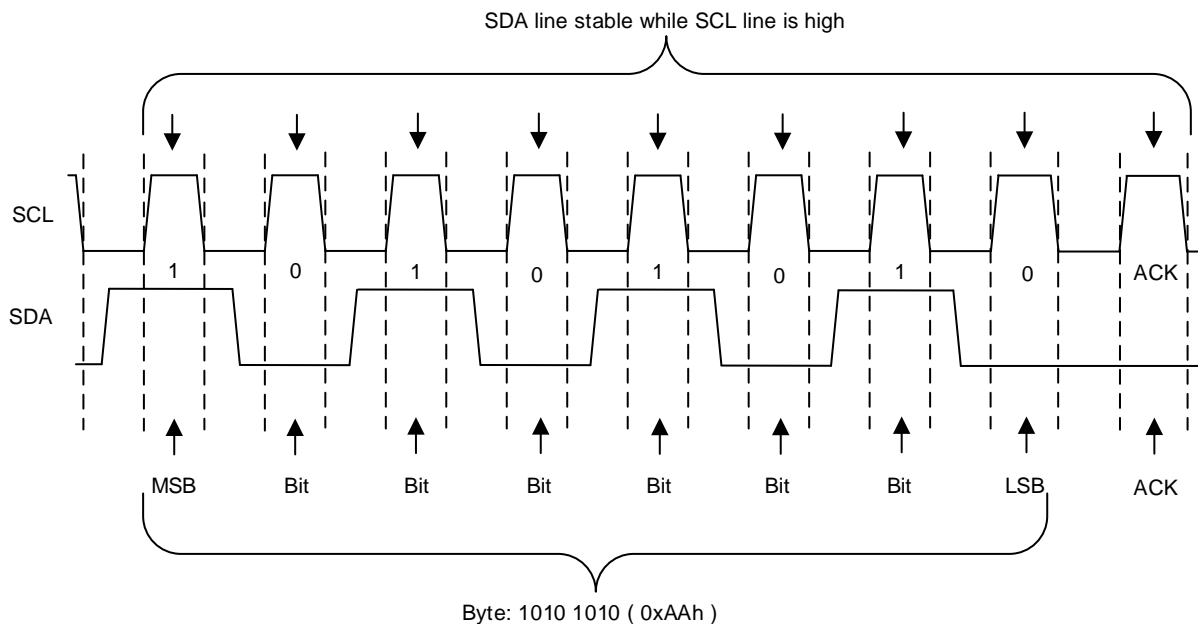 SDA line stable while SCL line is high
SCL
1 0 1 0 1 0 1 0 ACK
SDA
MSB Bit Bit Bit Bit Bit Bit LSB ACK
Byte: 1010 1010 ( 0xAAh )